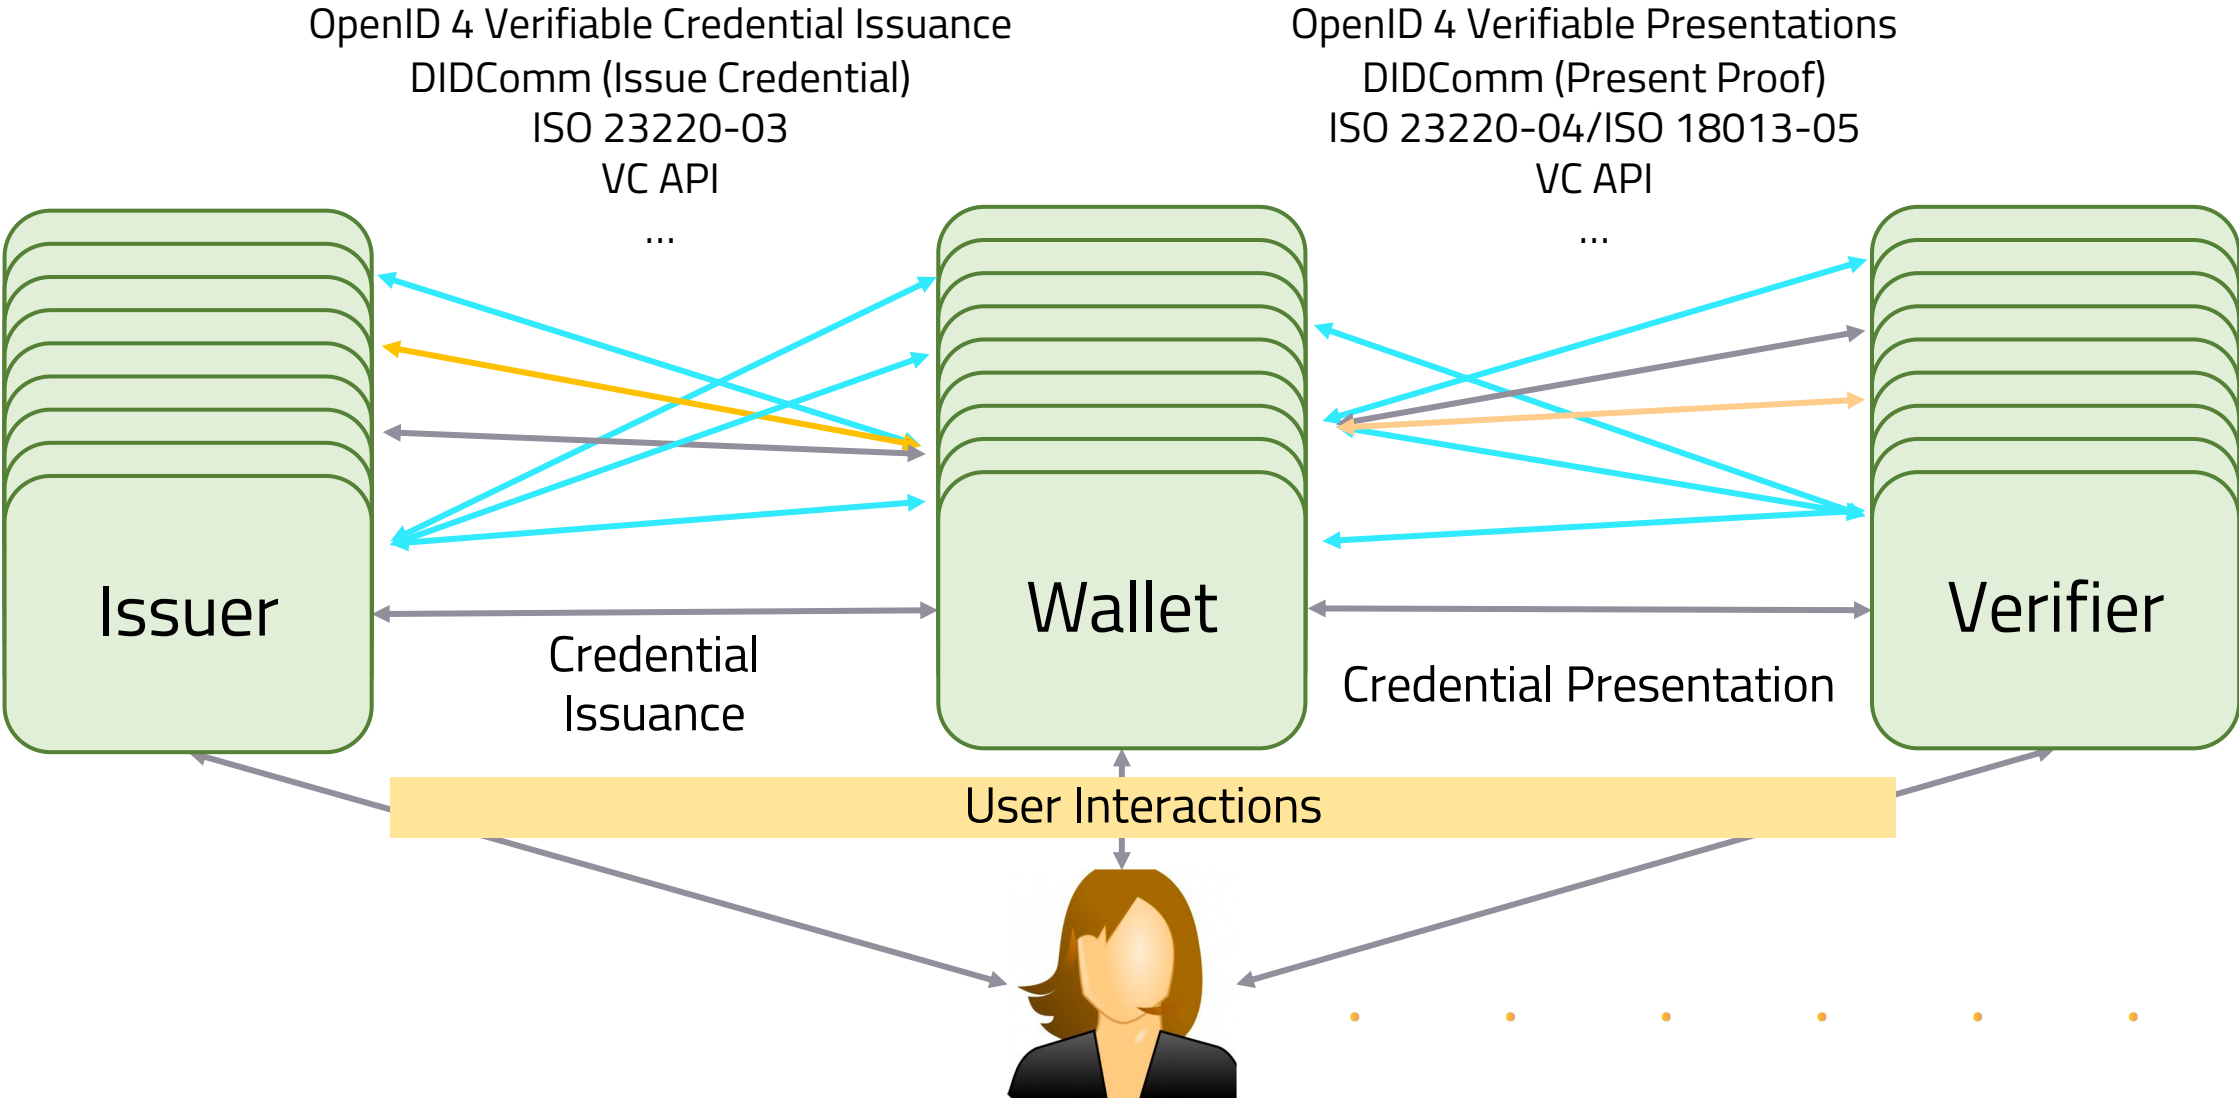 OpenID 4 Verifiable Credential Issuance
DIDComm (Issue Credential)
ISO 23220-03
VC API
...
OpenID 4 Verifiable Presentations
DIDComm (Present Proof)
ISO 23220-04/ISO 18013-05
VC API
...
Issuer
Wallet
Verifier
Credential
Issuance
Credential Presentation
User Interactions